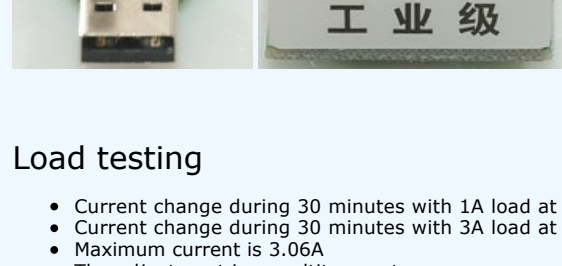 工业级
Load testing
Current change during 30 minutes with 1A load at
Current change during 30 minutes with 3A load at
Maximum current is 3.06A